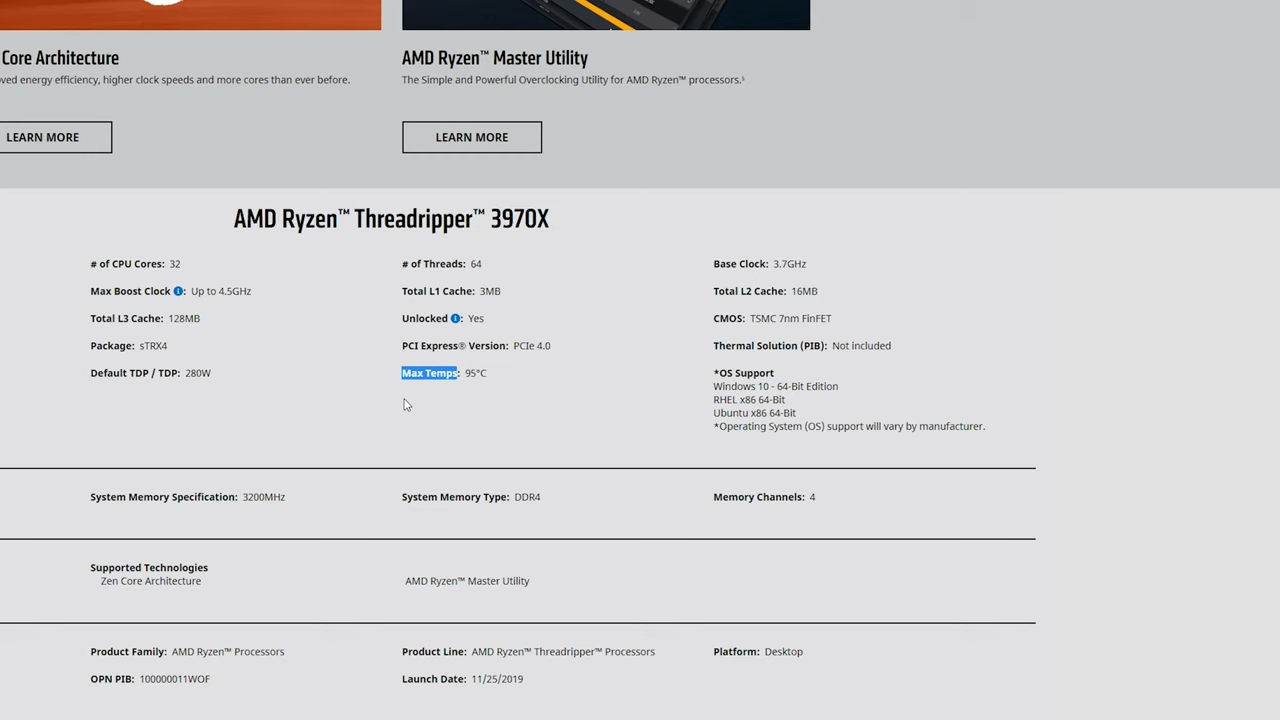 Core Architecture
AMD Ryzen™ Master Utility
oved energy efficiency, higher clock speeds and more cores than ever before.
The Simple and Powerful Overclocking Utility for AMD Ryzen™ processors.⁵
LEARN MORE
LEARN MORE
AMD Ryzen™ Threadripper™ 3970X
# of CPU Cores: 32
# of Threads: 64
Base Clock: 3.7GHz
Max Boost Clock i: Up to 4.5GHz
Total L1 Cache: 3MB
Total L2 Cache: 16MB
Total L3 Cache: 128MB
Unlocked i: Yes
CMOS: TSMC 7nm FinFET
Package: sTRX4
PCI Express® Version: PCIe 4.0
Thermal Solution (PIB): Not included
Default TDP / TDP: 280W
Max Temps: 95°C
*OS Support
Windows 10 - 64-Bit Edition
RHEL x86 64-Bit
Ubuntu x86 64-Bit
*Operating System (OS) support will vary by manufacturer.
System Memory Specification: 3200MHz
System Memory Type: DDR4
Memory Channels: 4
Supported Technologies
Zen Core Architecture
AMD Ryzen™ Master Utility
Product Family: AMD Ryzen™ Processors
Product Line: AMD Ryzen™ Threadripper™ Processors
Platform: Desktop
OPN PIB: 100000011WOF
Launch Date: 11/25/2019